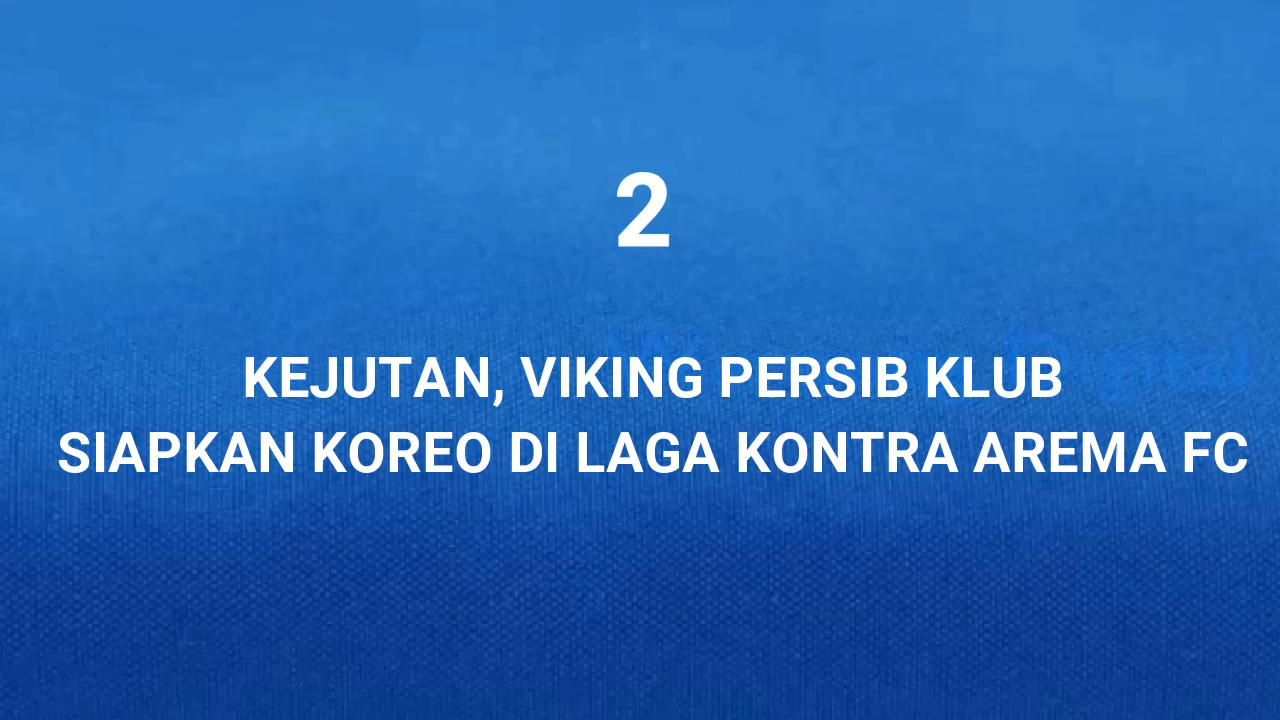 2
KEJUTAN, VIKING PERSIB KLUB
SIAPKAN KOREO DI LAGA KONTRA AREMA FC